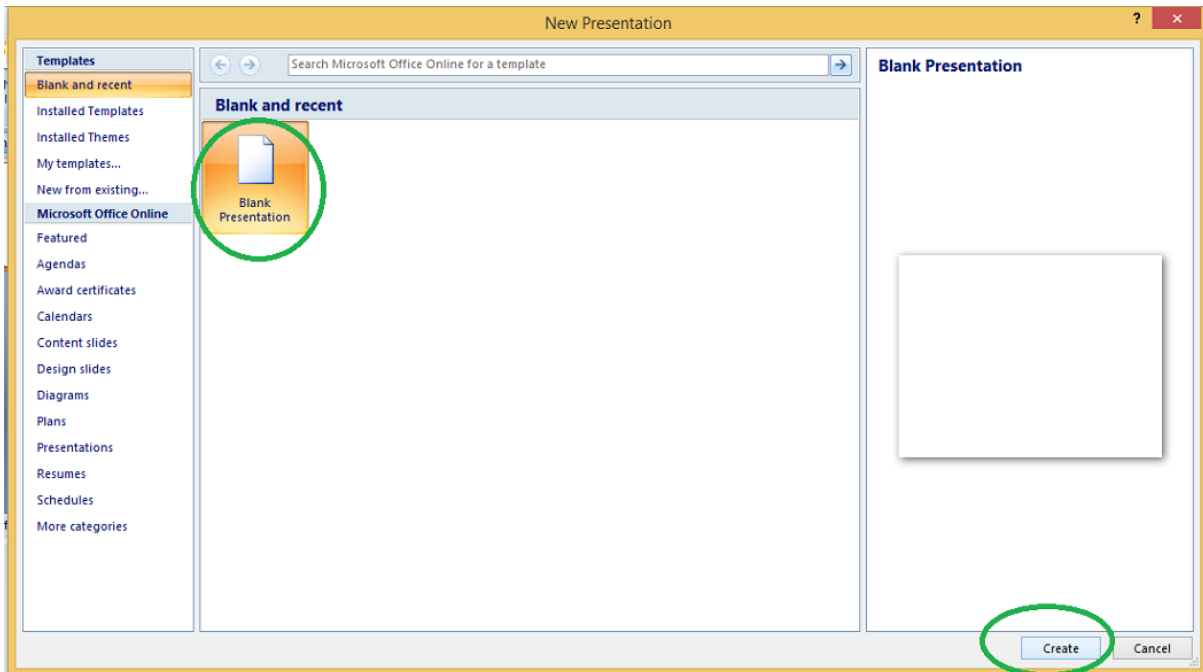 New Presentation
?
Templates
Blank and recent
Installed Templates
Installed Themes
My templates...
New from existing...
Microsoft Office Online
Featured
Agendas
Award certificates
Calendars
Content slides
Design slides
Diagrams
Plans
Presentations
Resumes
Schedules
More categories
Search Microsoft Office Online for a template
Blank and recent
Blank
Presentation
Blank Presentation
Create
Cancel